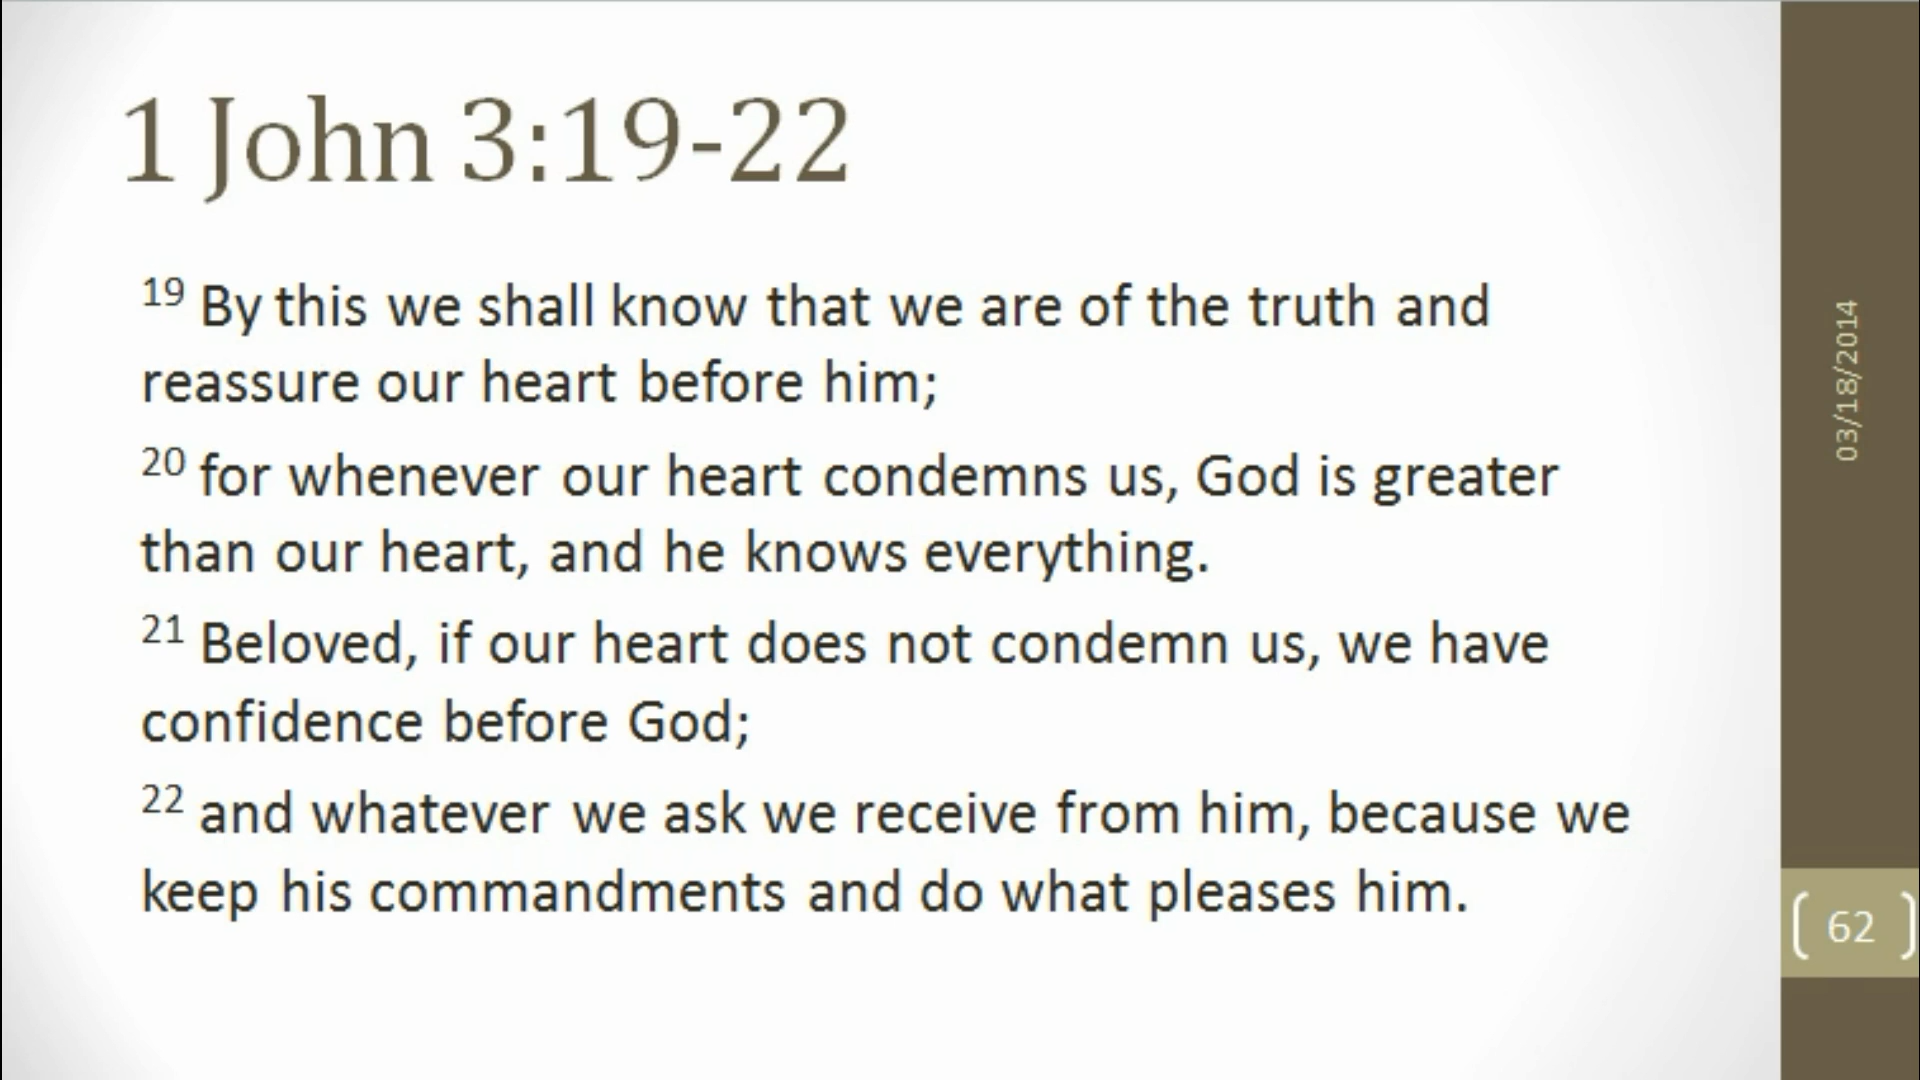 1 John 3:19-22
19 By this we shall know that we are of the truth and
reassure our heart before him;
20 for whenever our heart condemns us, God is greater
than our heart, and he knows everything.
21 Beloved, if our heart does not condemn us, we have
confidence before God;
22 and whatever we ask we receive from him, because we
keep his commandments and do what pleases him.
03/18/2014
62